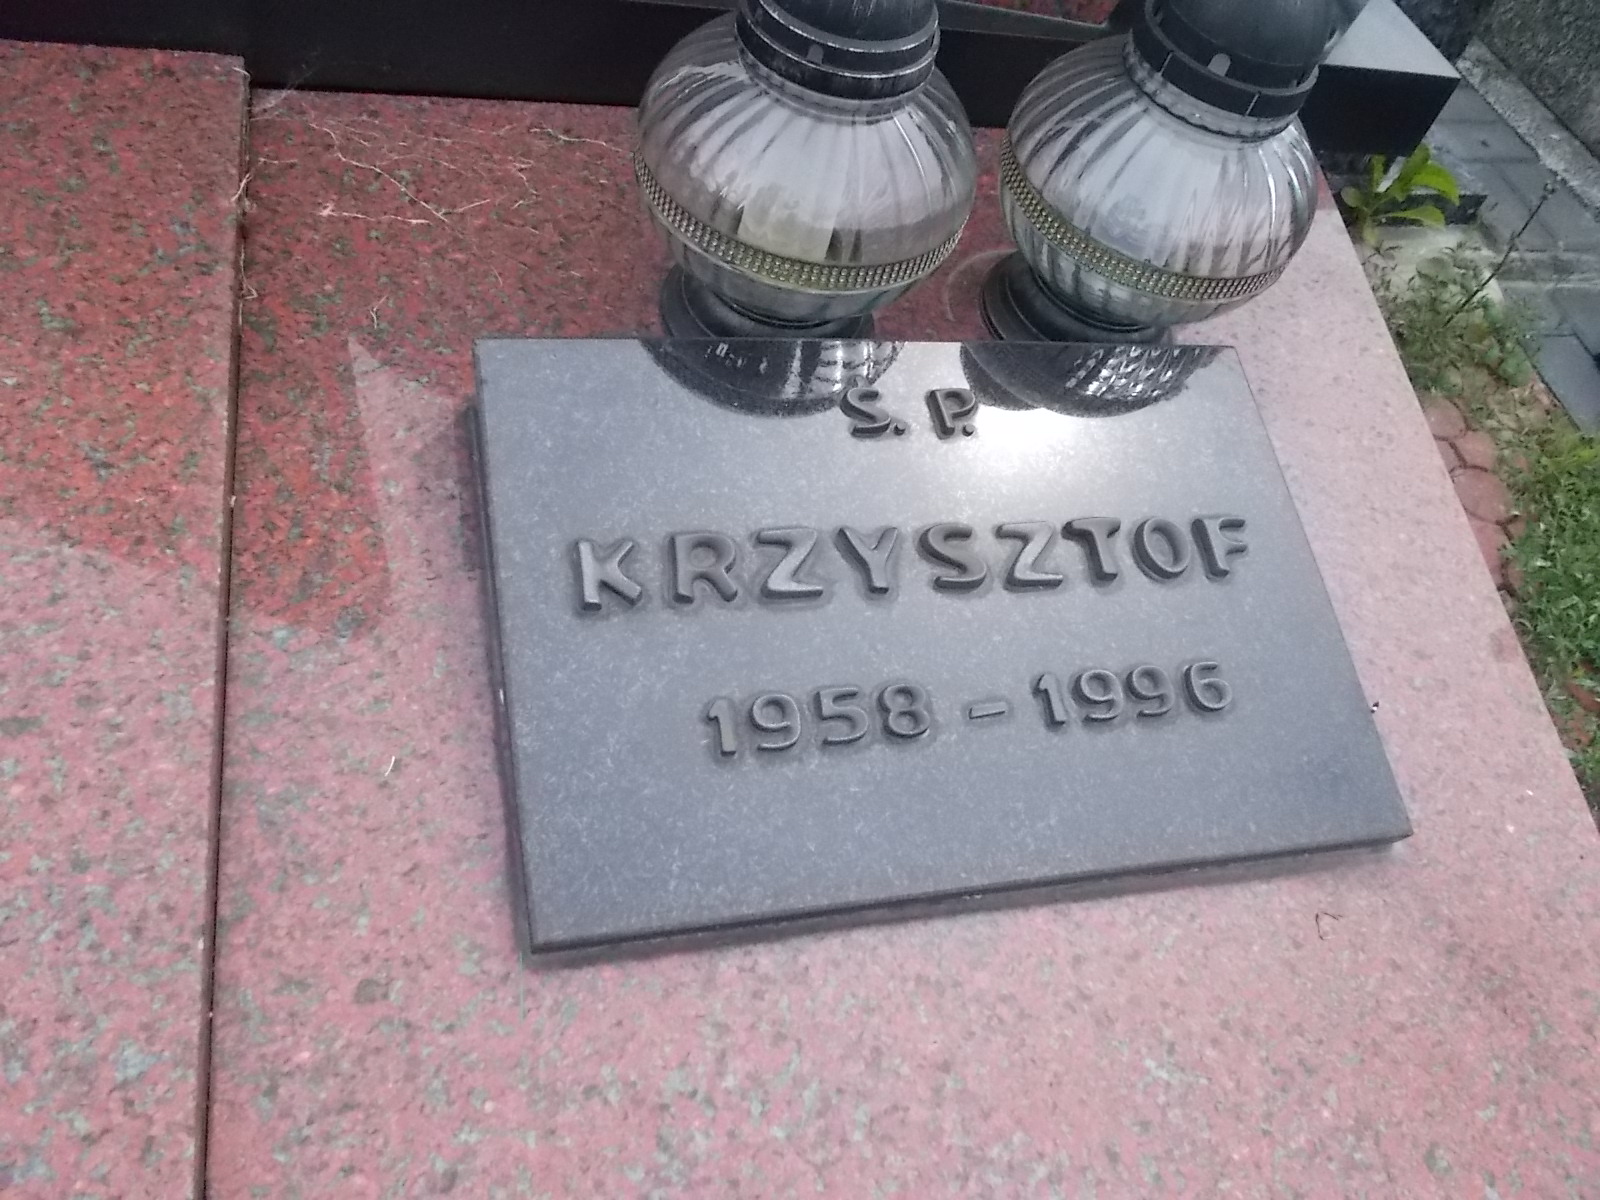 Ś. P.
KRZYSZTOF
1958 – 1996